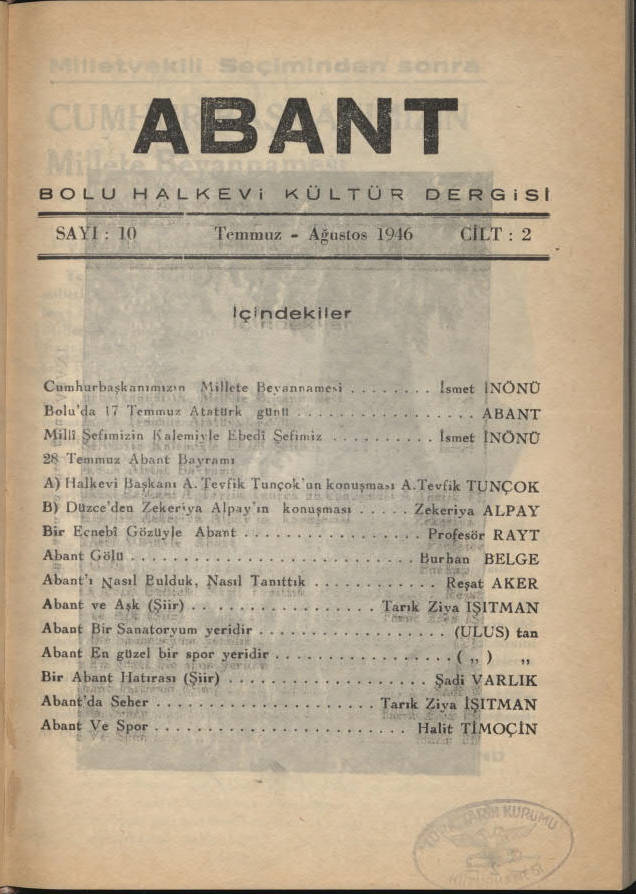 ABANT
BOLU HALKEVi KÜLTÜR DERGiSİ
SAYI : 10 Temmuz - Ağustos 1946 CİLT : 2
İçindekiler
Cumhurbaşkanımızın Millete Beyannamesi . . . . . . . . İsmet İNÖNÜ
Bolu'da 17 Temmuz Atatürk günü . . . . . . . . . . . . . . . . . ABANT
Millî Şefimizin Kalemiyle Ebedî Şefimiz . . . . . . . . . . İsmet İNÖNÜ
28 Temmuz Abant Bayramı
A) Halkevi Başkanı A. Tevfik Tunçok'un konuşması A.Tevfik TUNÇOK
B) Düzce'den Zekeriya Alpay'ın konuşması . . . . . Zekeriya ALPAY
Bir Ecnebî Gözüyle Abant . . . . . . . . . . . . . . . . . Profesör RAYT
Abant Gölü . . . . . . . . . . . . . . . . . . . . . . . . . . . Burhan BELGE
Abant'ı Nasıl Bulduk, Nasıl Tanıttık . . . . . . . . . . . . Reşat AKER
Abant ve Aşk (Şiir) . . . . . . . . . . . . . . . . . . Tarık Ziya IŞITMAN
Abant Bir Sanatoryum yeridir . . . . . . . . . . . . . . . . . . (ULUS) tan
Abant En güzel bir spor yeridir . . . . . . . . . . . . . . . . . ( „ ) „
Bir Abant Hatırası (Şiir) . . . . . . . . . . . . . . . . . . . Şadi VARLIK
Abant'da Seher . . . . . . . . . . . . . . . . . . . . . Tarık Ziya İŞITMAN
Abant Ve Spor . . . . . . . . . . . . . . . . . . . . . . . . Halit TİMOÇİN
TÜRK TARİH KURUMU